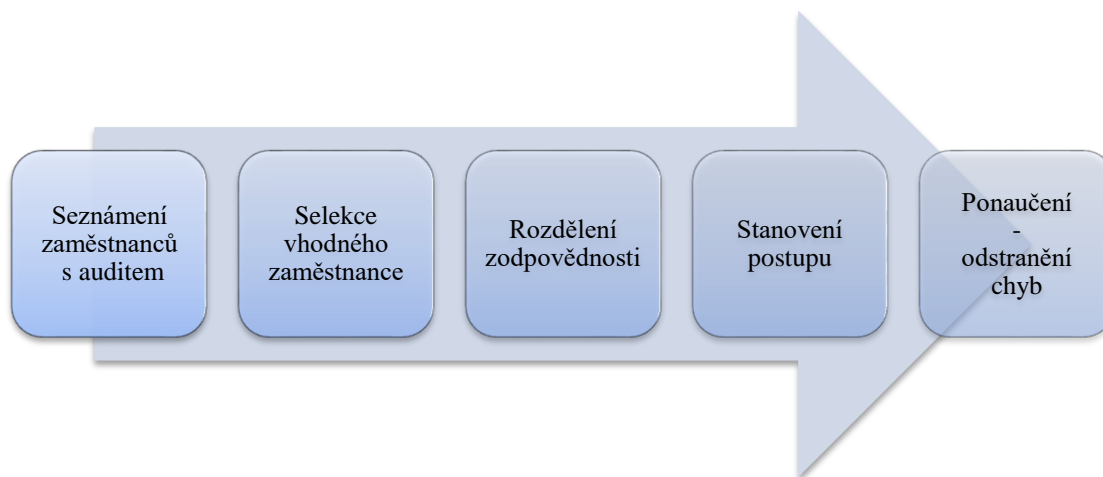 Seznámení
zaměstnanců
s auditem
Selekce
vhodného
zaměstnance
Rozdělení
zodpovědnosti
Stanovení
postupu
Ponaučení
-
odstranění
chyb